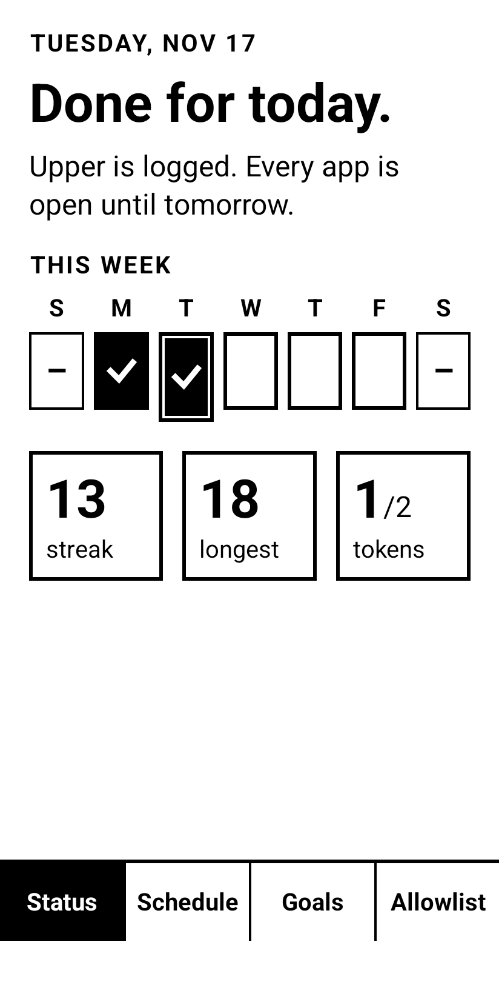 TUESDAY, NOV 17
Done for today.
Upper is logged. Every app is
open until tomorrow.
THIS WEEK
S M T W T F S
– ✓ ✓ –
13 18 1/2
streak longest tokens
Status Schedule Goals Allowlist